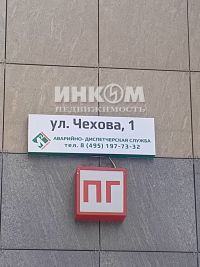 ИНКОМ
НЕДВИЖИМОСТЬ
ул. Чехова, 1
АВАРИЙНО-ДИСПЕТЧЕРСКАЯ СЛУЖБА
тел. 8 (495) 197-73-32
ПГ